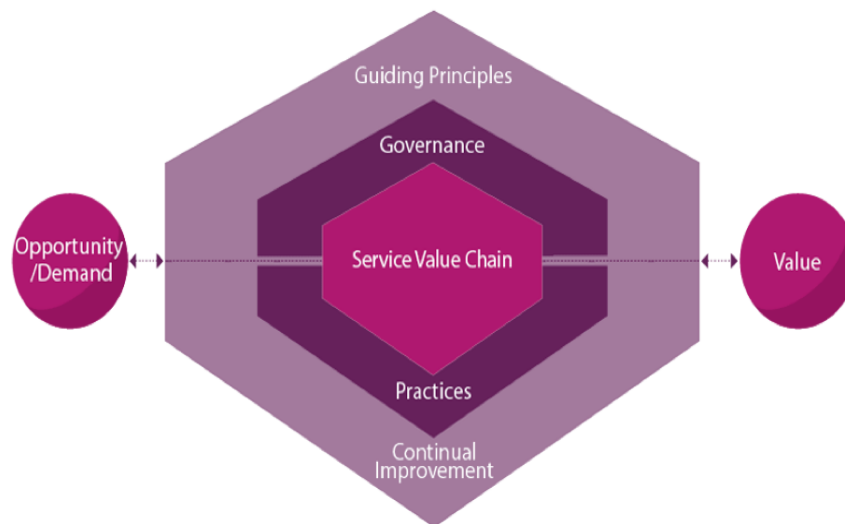 Guiding Principles
Governance
Opportunity
/Demand
Service Value Chain
Value
Practices
Continual
Improvement